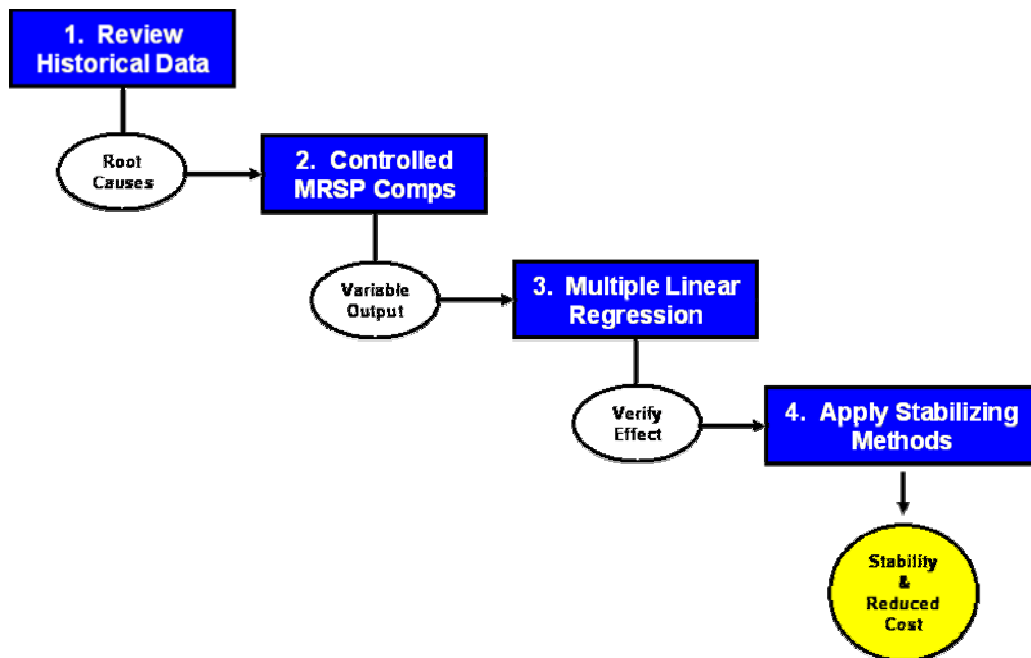 1. Review
Historical Data
Root
Causes
2. Controlled
MRSP Comps
Variable
Output
3. Multiple Linear
Regression
Verify
Effect
4. Apply Stabilizing
Methods
Stability
&
Reduced
Cost